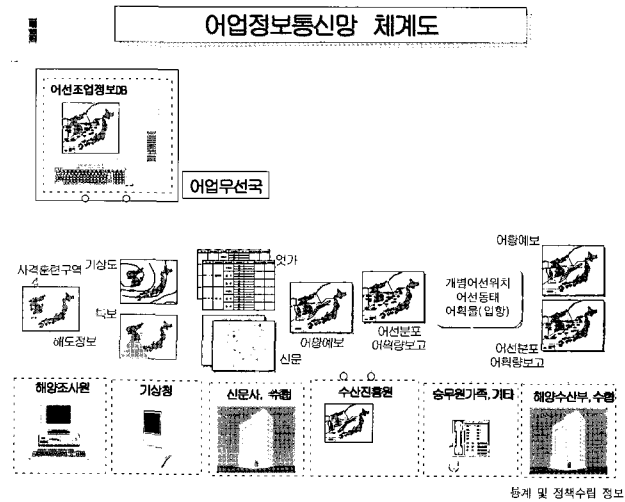 어업정보통신망 체계도
어선조업정보DB
어업무선국
어황예보
사격훈련구역
기상도
엇가
개병어선위치
어선동태
어획물(입항)
해도정보
어황예보
어선분포
어획량보고
신문
어선분포
어획량보고
해양조사원
기상청
신문사, 수협
수산진흥원
승무원가족,기타
해양수산부,수협
통계 및 정책수립 정보